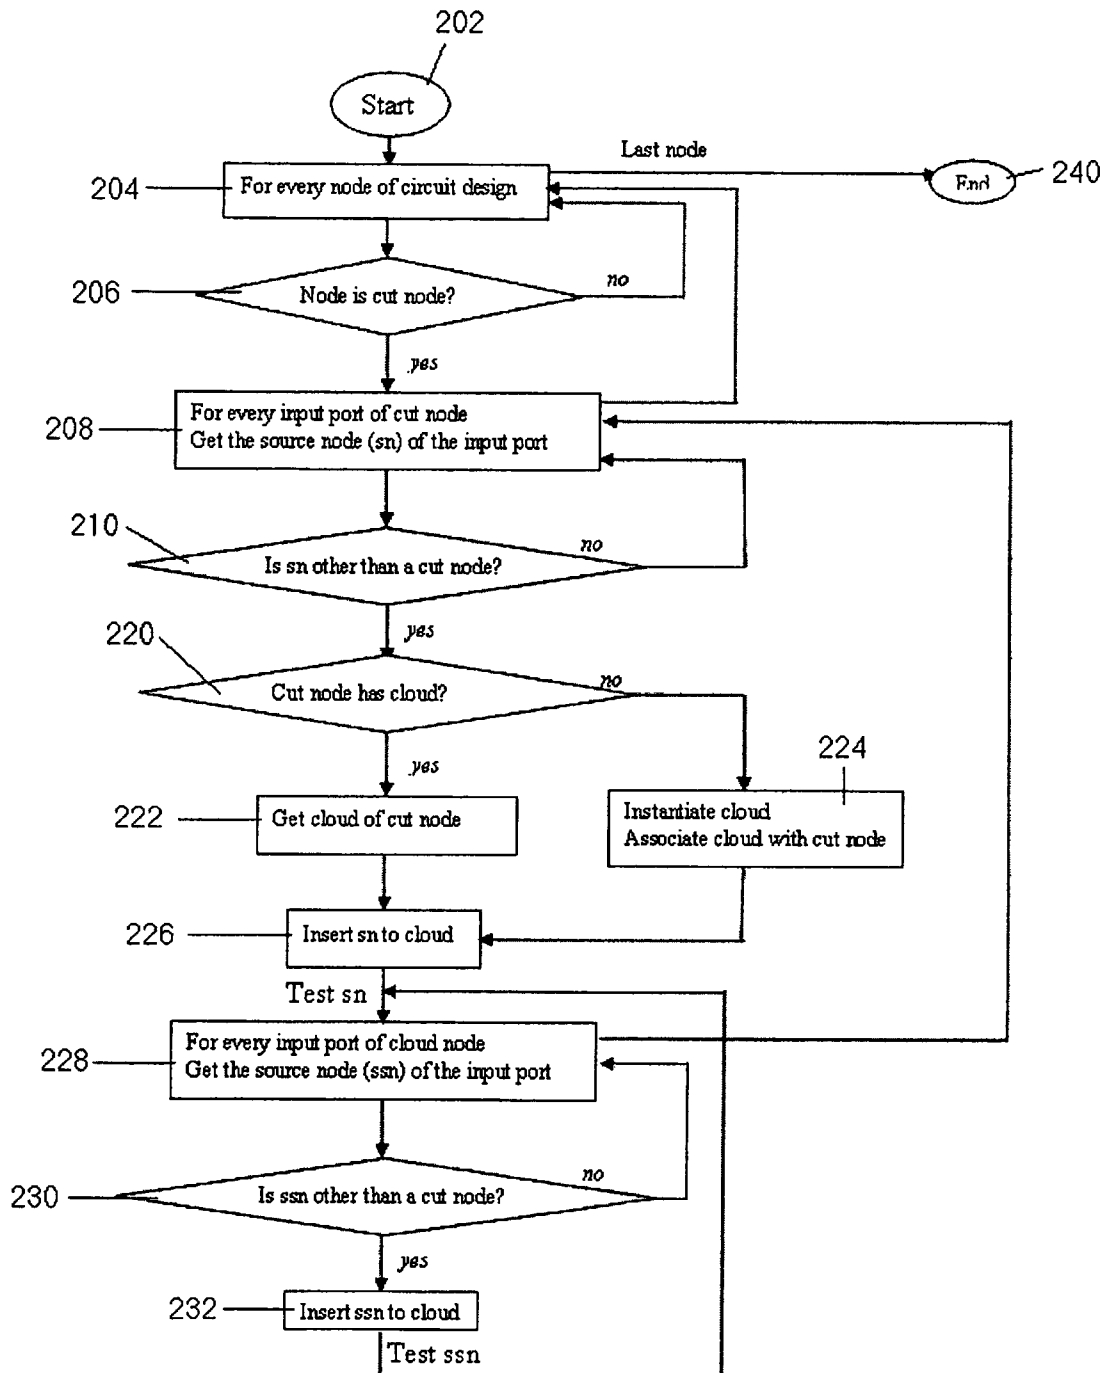 202
Start
Last node
204
For every node of circuit design
End
240
206
Node is cut node?
no
yes
208
For every input port of cut node
Get the source node (sn) of the input port
210
Is sn other than a cut node?
no
yes
220
Cut node has cloud?
no
yes
224
222
Get cloud of cut node
Instantiate cloud
Associate cloud with cut node
226
Insert sn to cloud
Test sn
228
For every input port of cloud node
Get the source node (ssn) of the input port
230
Is ssn other than a cut node?
no
yes
232
Insert ssn to cloud
Test ssn